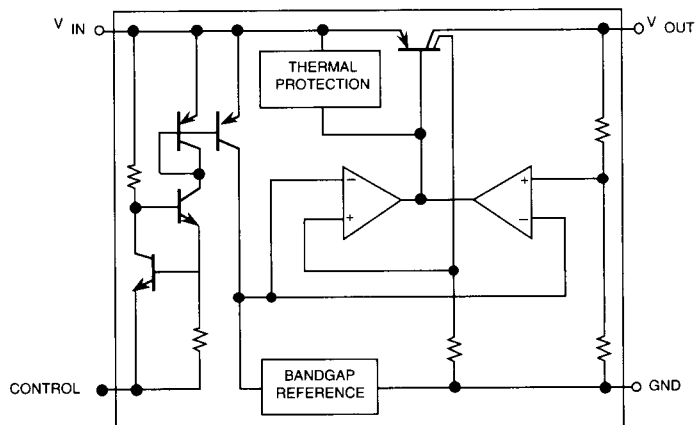 V IN
V OUT
THERMAL
PROTECTION
−
+
+
−
CONTROL
BANDGAP
REFERENCE
GND